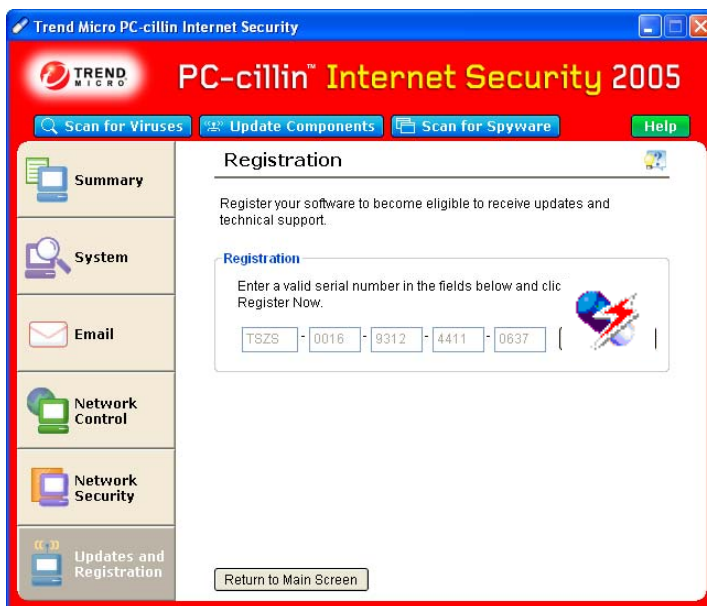 Trend Micro PC-cillin Internet Security
TREND MICRO
PC-cillin™ Internet Security 2005
Scan for Viruses Update Components Scan for Spyware Help
Summary
System
Email
Network
Control
Network
Security
Updates and
Registration
Registration
Register your software to become eligible to receive updates and
technical support.
Registration
Enter a valid serial number in the fields below and clic
Register Now.
TSZS - 0016 - 9312 - 4411 - 0637
Return to Main Screen